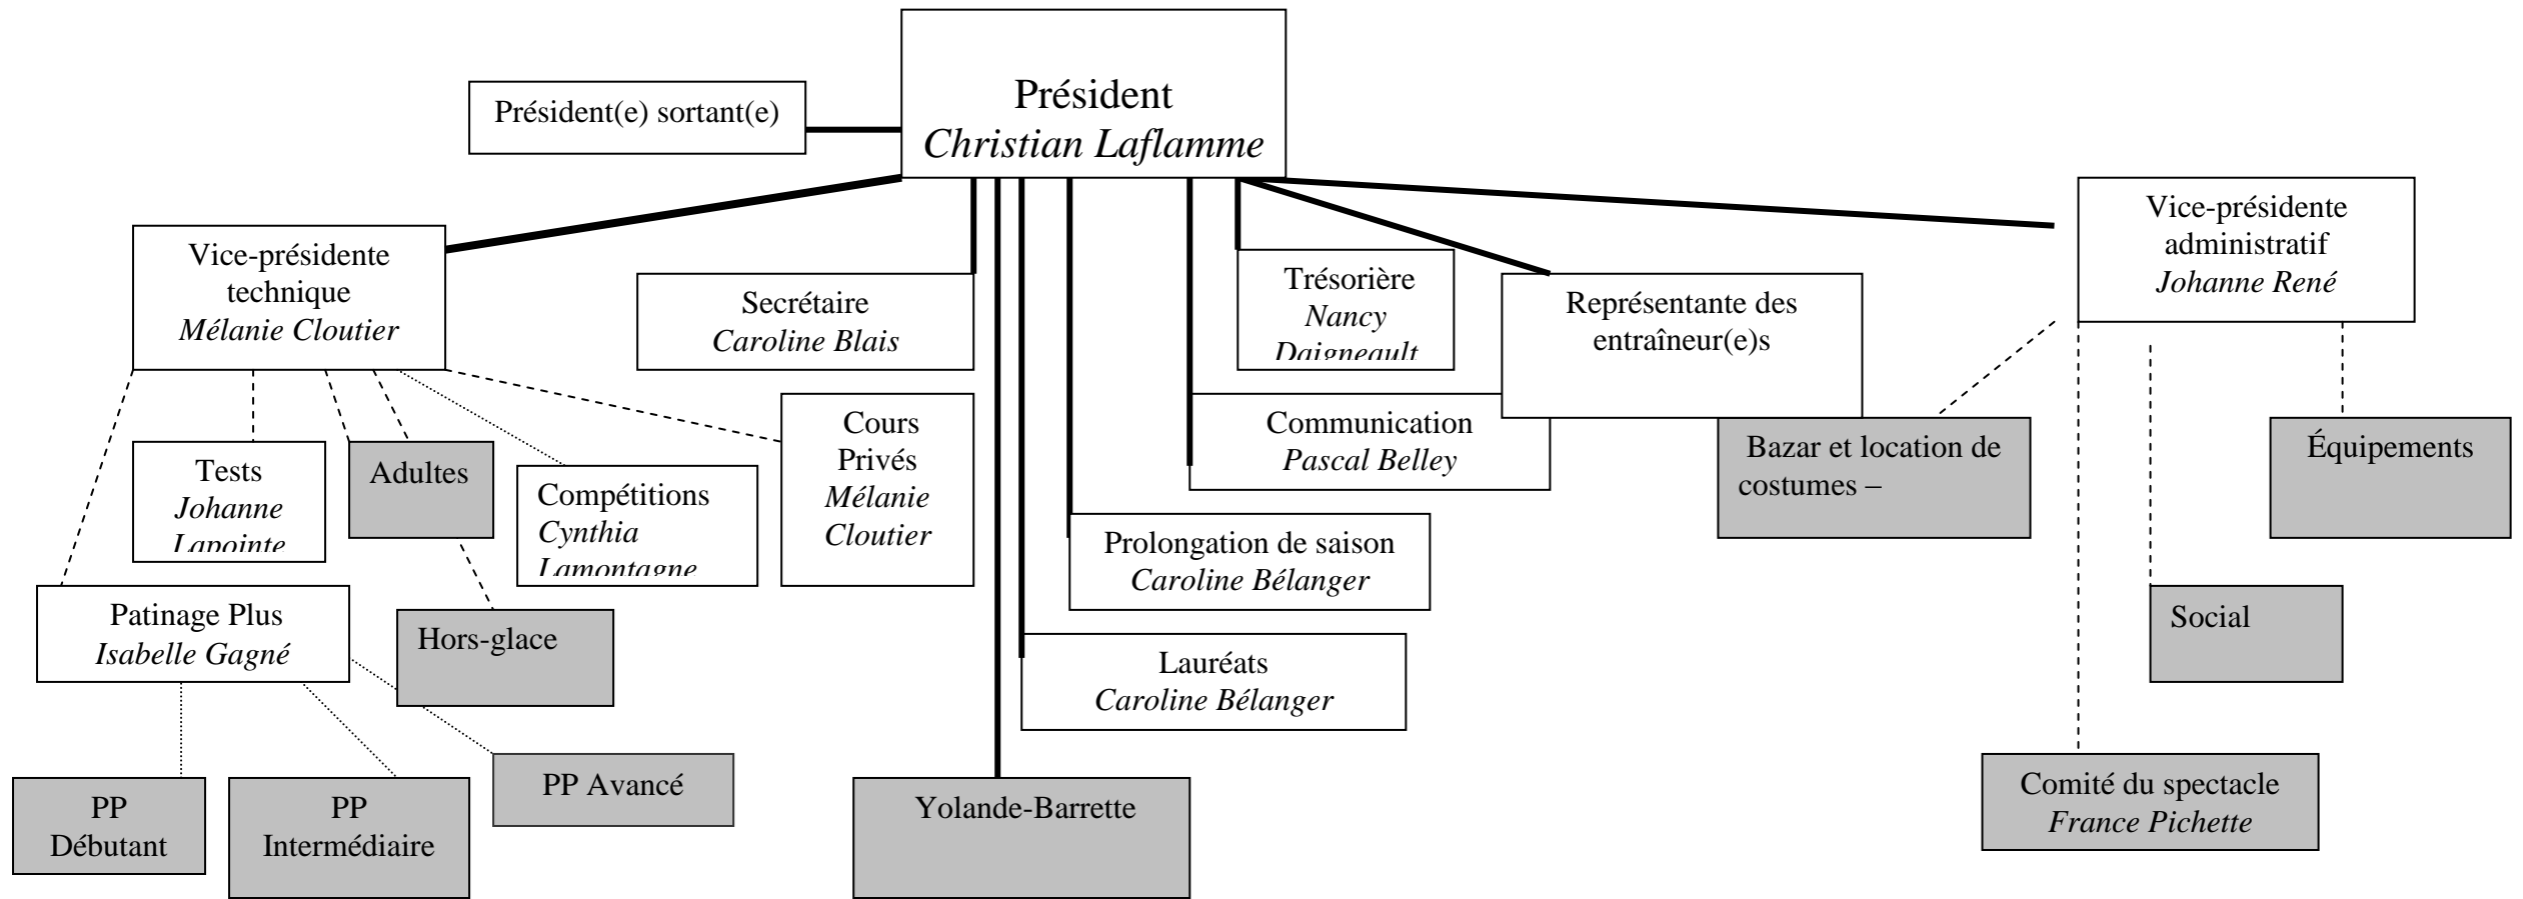 Président
Christian Laflamme
Président(e) sortant(e)
Vice-présidente
technique
Mélanie Cloutier
Secrétaire
Caroline Blais
Trésorière
Nancy
Daigneault
Représentante des
entraîneur(e)s
Vice-présidente
administratif
Johanne René
Tests
Johanne
Lapointe
Adultes
Compétitions
Cynthia
Lamontagne
Cours
Privés
Mélanie
Cloutier
Communication
Pascal Belley
Bazar et location de
costumes –
Équipements
Prolongation de saison
Caroline Bélanger
Patinage Plus
Isabelle Gagné
Hors-glace
Social
Lauréats
Caroline Bélanger
PP
Débutant
PP
Intermédiaire
PP Avancé
Yolande-Barrette
Comité du spectacle
France Pichette